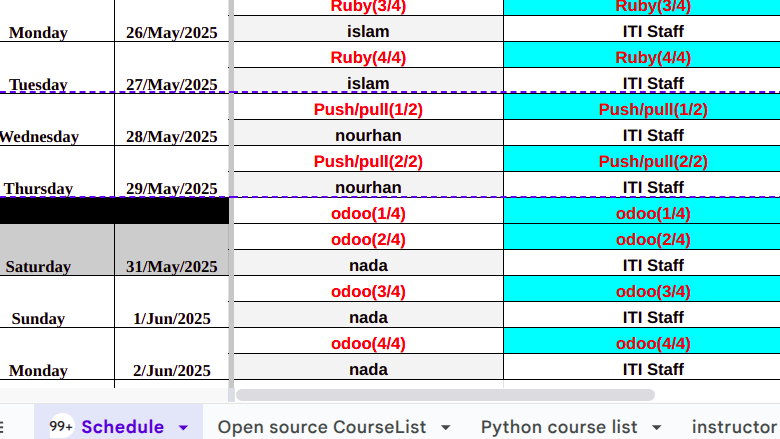 Ruby(3/4) Ruby(3/4)
Monday 26/May/2025 islam ITI Staff
Ruby(4/4) Ruby(4/4)
Tuesday 27/May/2025 islam ITI Staff
Push/pull(1/2) Push/pull(1/2)
Wednesday 28/May/2025 nourhan ITI Staff
Push/pull(2/2) Push/pull(2/2)
Thursday 29/May/2025 nourhan ITI Staff
odoo(1/4) odoo(1/4)
odoo(2/4) odoo(2/4)
Saturday 31/May/2025 nada ITI Staff
odoo(3/4) odoo(3/4)
Sunday 1/Jun/2025 nada ITI Staff
odoo(4/4) odoo(4/4)
Monday 2/Jun/2025 nada ITI Staff
99+ Schedule Open source CourseList Python course list instructor